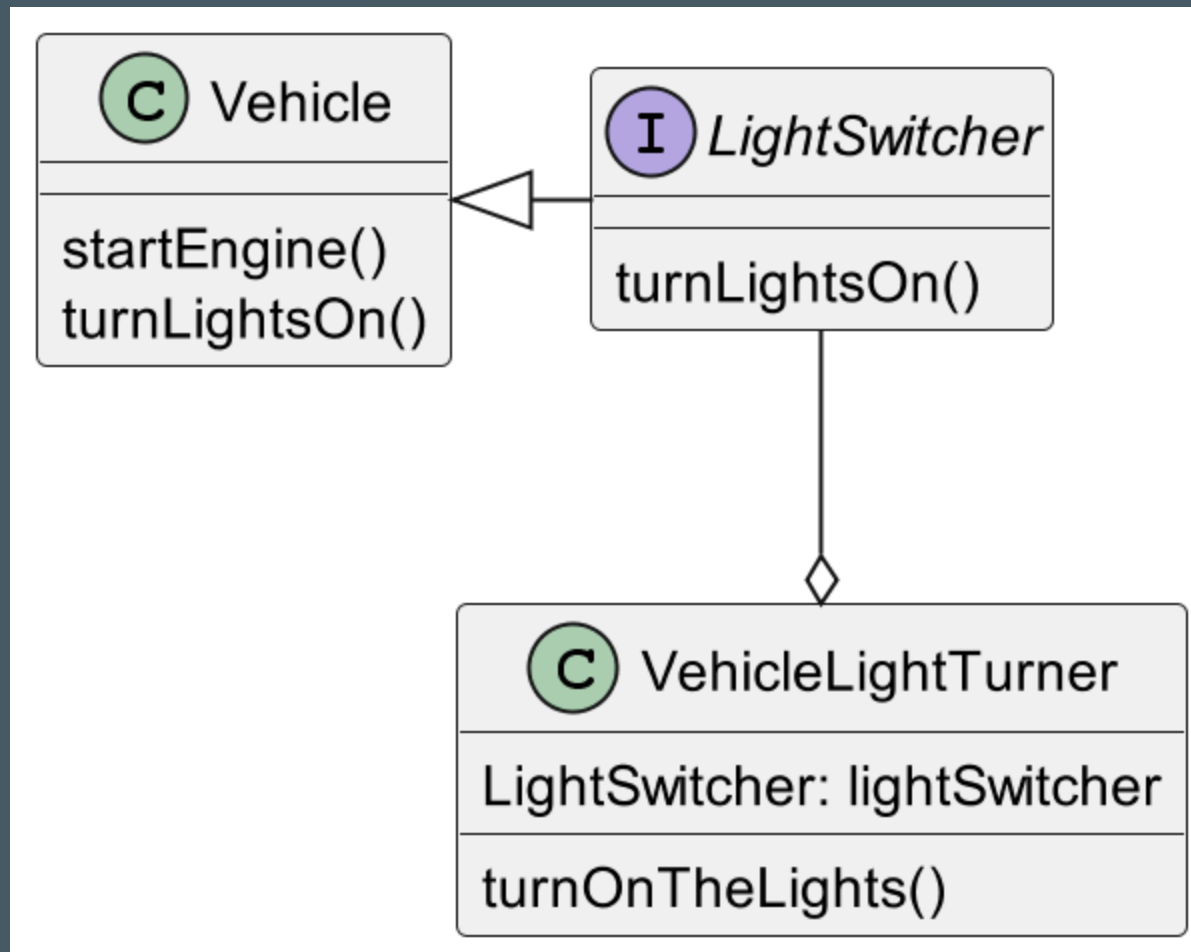 C Vehicle
startEngine()
turnLightsOn()
I LightSwitcher
turnLightsOn()
C VehicleLightTurner
LightSwitcher: lightSwitcher
turnOnTheLights()